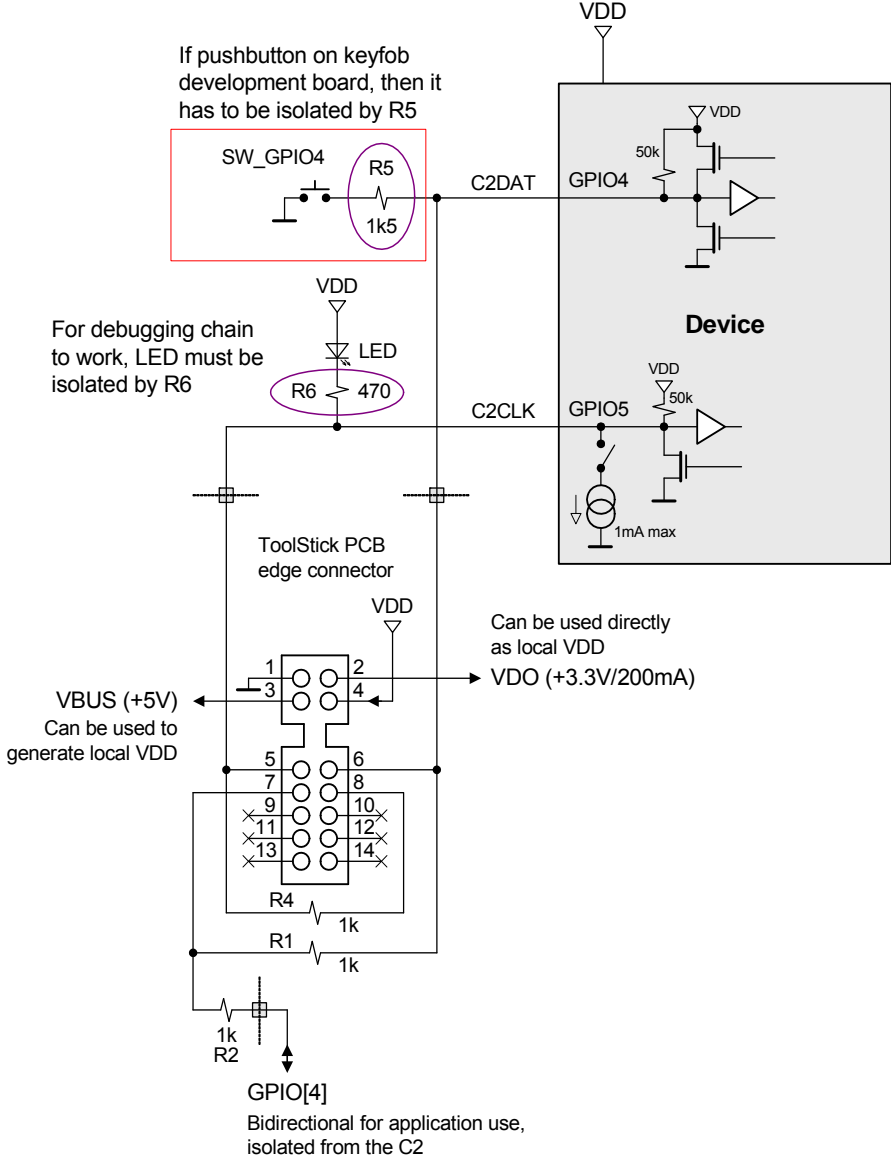 VDD
If pushbutton on keyfob
development board, then it
has to be isolated by R5
SW_GPIO4
R5
1k5
C2DAT
GPIO4
VDD
50k
Device
VDD
For debugging chain
to work, LED must be
isolated by R6
LED
R6
470
C2CLK
GPIO5
VDD
50k
1mA max
ToolStick PCB
edge connector
VDD
Can be used directly
as local VDD
VDO (+3.3V/200mA)
VBUS (+5V)
Can be used to
generate local VDD
1
2
3
4
5
6
7
8
9
10
11
12
13
14
R4
1k
R1
1k
1k
R2
GPIO[4]
Bidirectional for application use,
isolated from the C2